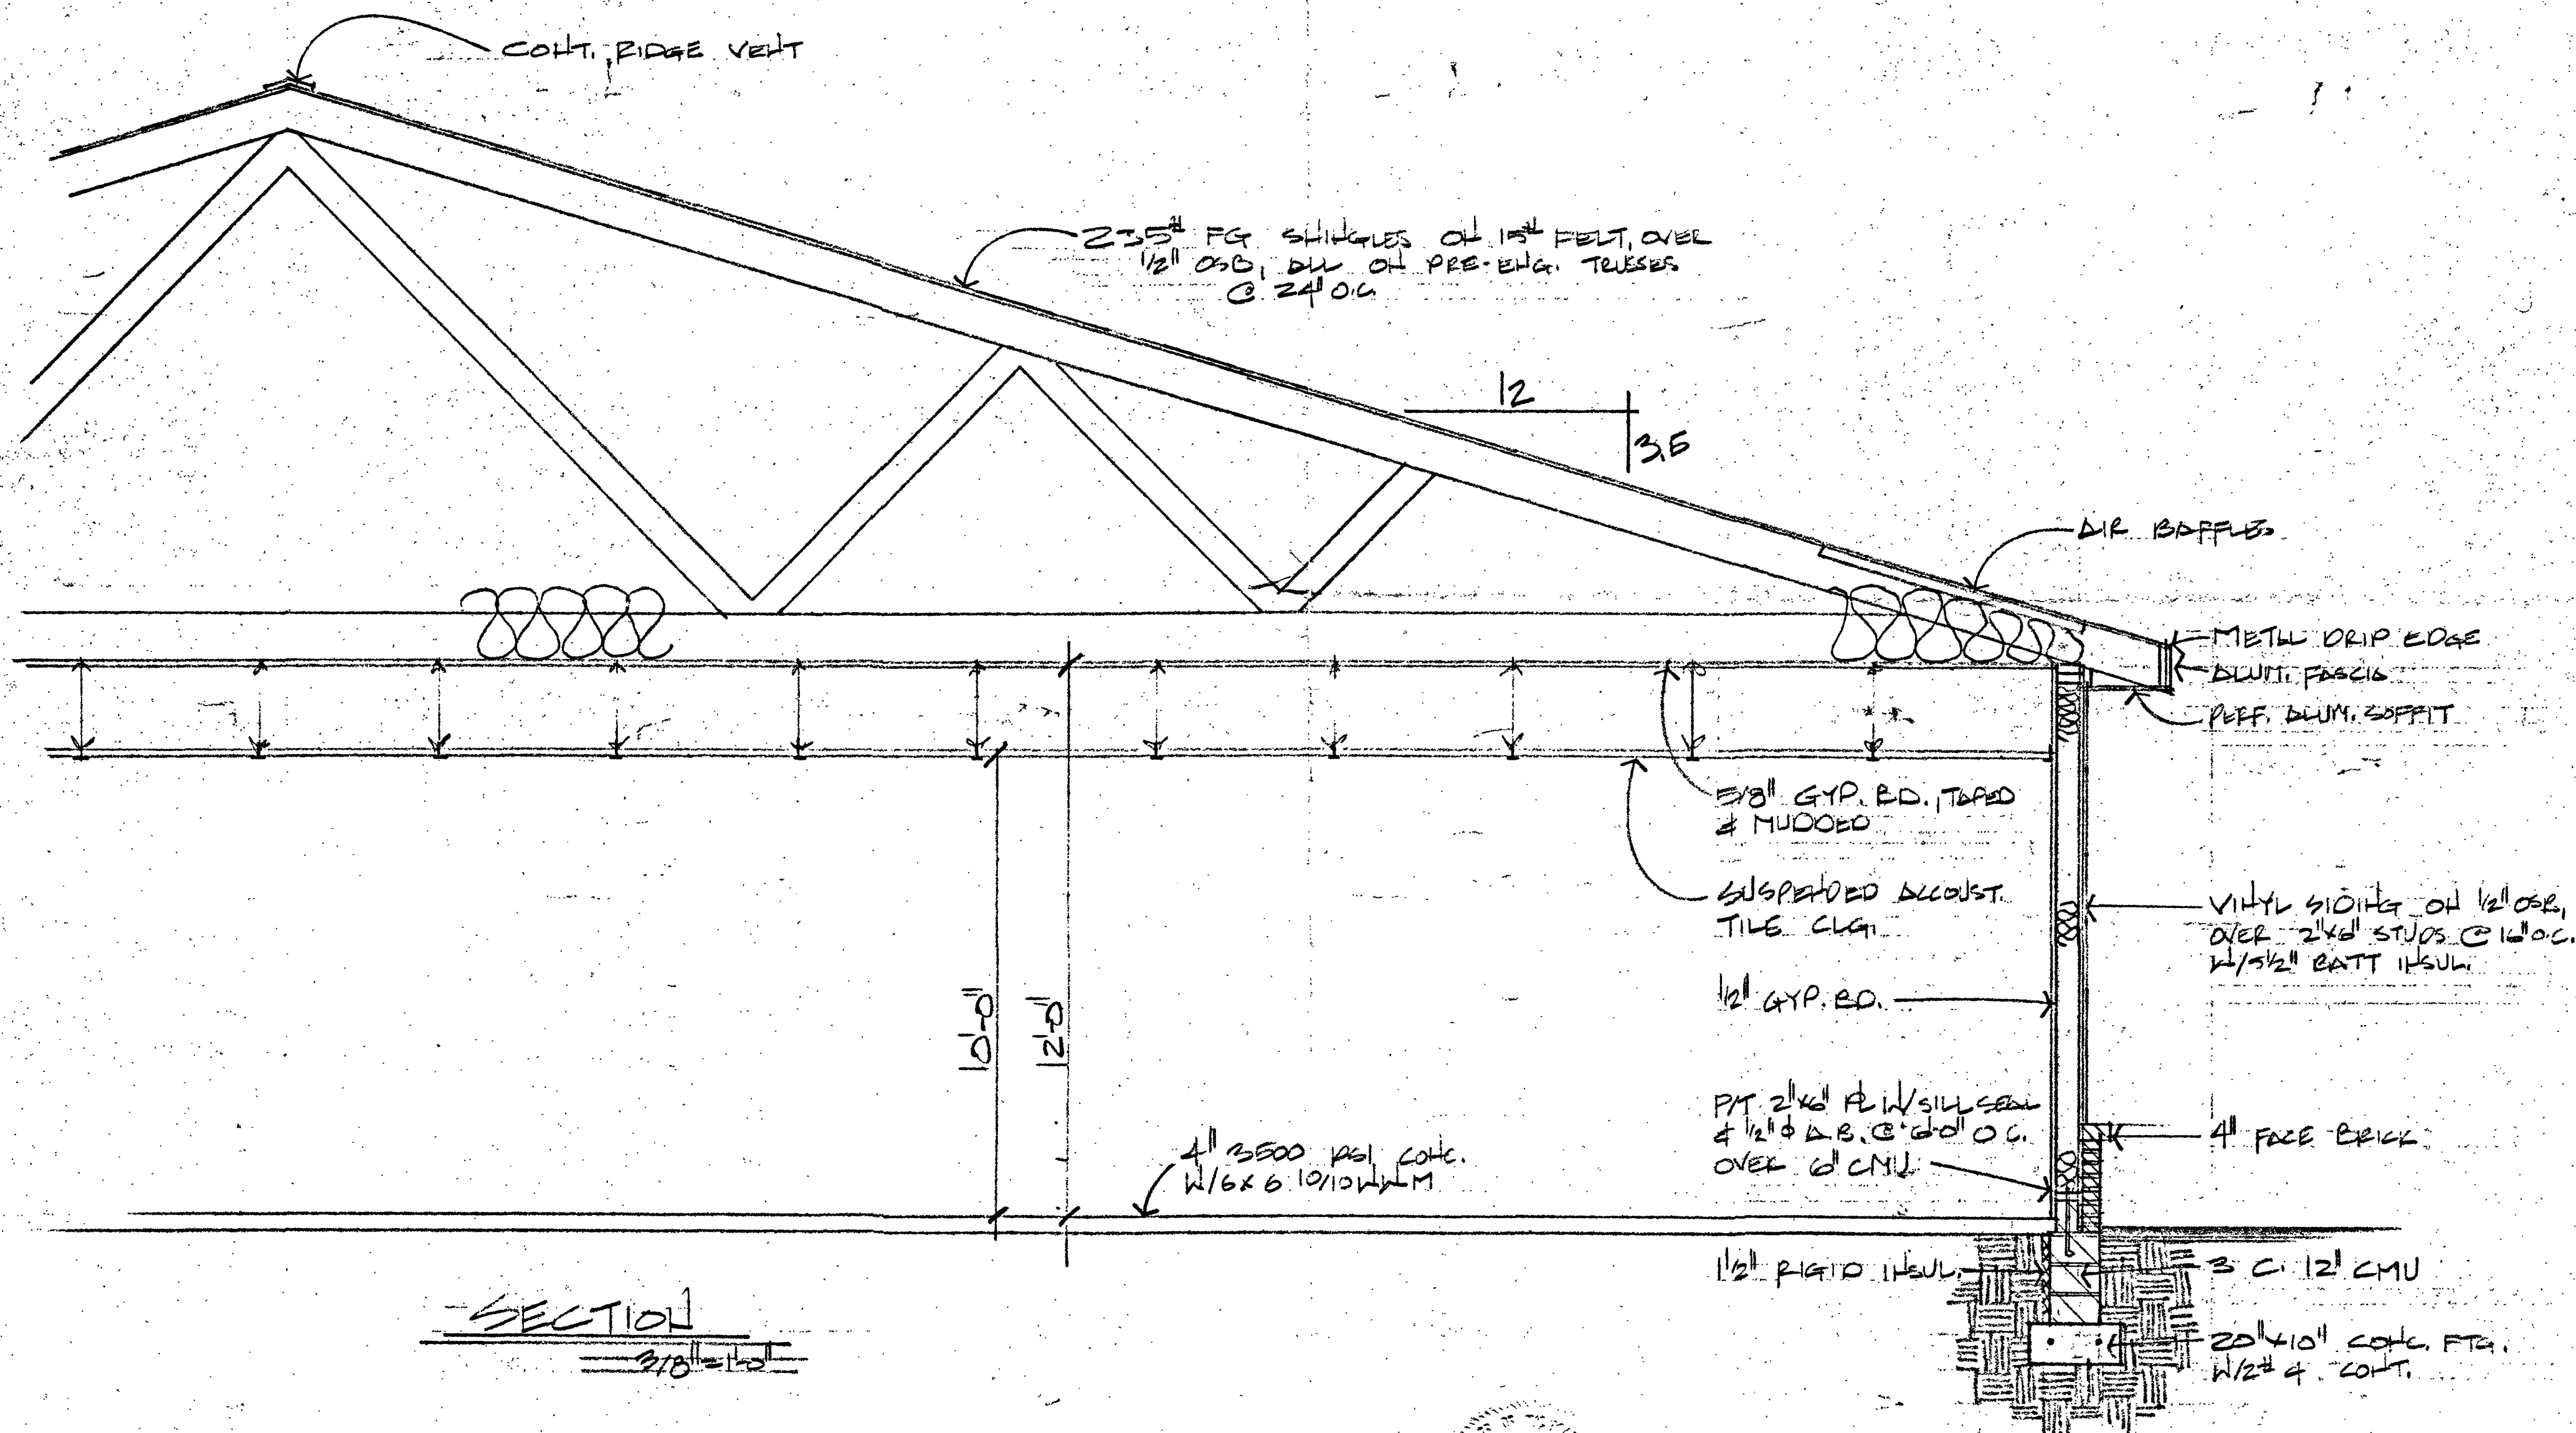 CONT. RIDGE VENT
235# FG SHINGLES ON 15# FELT, OVER
1/2" OSB, ALL ON PRE-ENG. TRUSSES
@ 24" O.C.
12
3.5
AIR BAFFLES
METAL DRIP EDGE
ALUM. FASCIA
PERF. ALUM. SOFFIT
5/8" GYP. BD., TAPED
& MUDDED
SUSPENDED ACCOUST.
TILE CLG.
VINYL SIDING ON 1/2" OSB,
OVER 2"x6" STUDS @ 16" O.C.
W/5 1/2" BATT INSUL.
1/2" GYP. BD.
10'-0"
12'-0"
P/T 2"x6" PL W/SILL SEAL
& 1/2" ϕ A.B. @ 6'-0" O.C.
OVER 6" CMU
4" FACE BRICK
4" 3500 PSI CONC.
W/6x6 10/10 WWM
1 1/2" RIGID INSUL.
3 C. 12" CMU
20"x10" CONC. FTG.
W/2 #4 CONT.
SECTION
3/8"=1'-0"